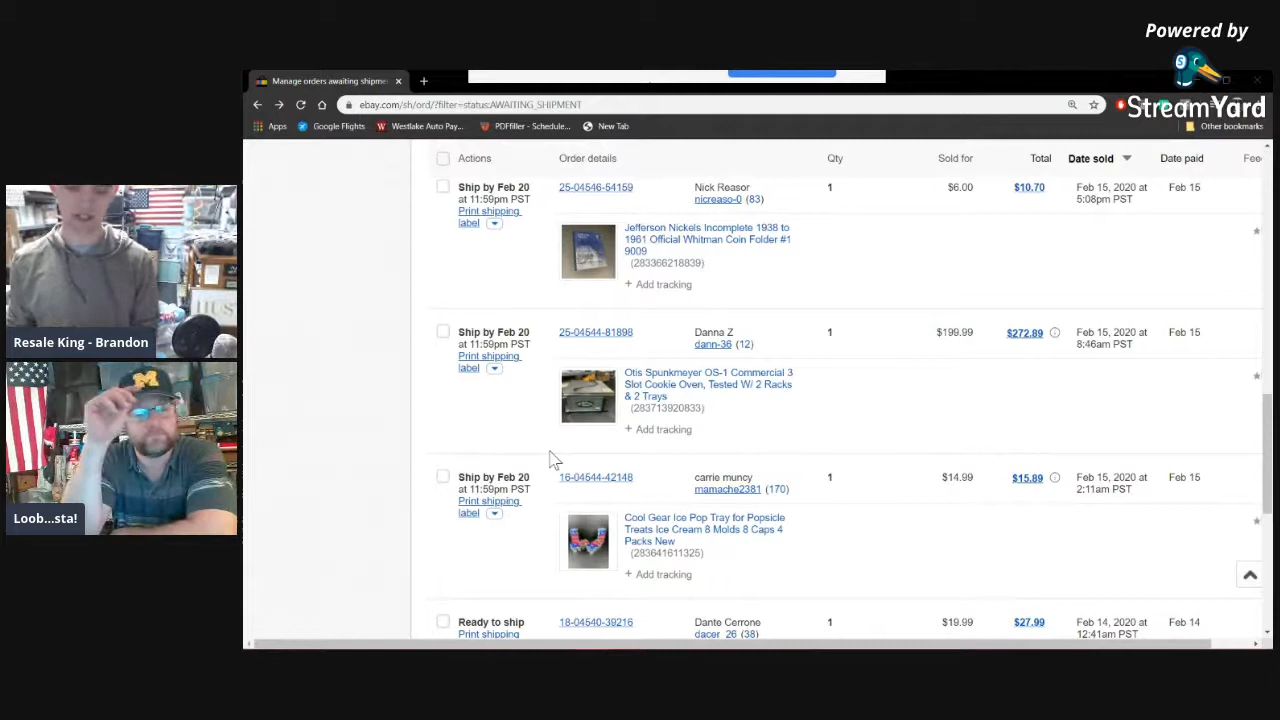 Powered by
StreamYard
Manage orders awaiting shipme
ebay.com/sh/ord/?filter=status:AWAITING_SHIPMENT
Apps Google Flights Westlake Auto Pay... PDFfiller - Schedule... New Tab Other bookmarks
Actions Order details Qty Sold for Total Date sold Date paid Fee
Ship by Feb 20 25-04546-54159 Nick Reasor 1 $6.00 $10.70 Feb 15, 2020 at Feb 15
at 11:59pm PST nicreaso-0 (83) 5:08pm PST
Print shipping
label
Jefferson Nickels Incomplete 1938 to
1961 Official Whitman Coin Folder #1
9009
(283366218839)
+ Add tracking
Ship by Feb 20 25-04544-81898 Danna Z 1 $199.99 $272.89 Feb 15, 2020 at Feb 15
at 11:59pm PST dann-36 (12) 8:46am PST
Print shipping
label
Otis Spunkmeyer OS-1 Commercial 3
Slot Cookie Oven, Tested W/ 2 Racks
& 2 Trays
(283713920833)
+ Add tracking
Ship by Feb 20 16-04544-42148 carrie muncy 1 $14.99 $15.89 Feb 15, 2020 at Feb 15
at 11:59pm PST mamache2381 (170) 2:11am PST
Print shipping
label
Cool Gear Ice Pop Tray for Popsicle
Treats Ice Cream 8 Molds 8 Caps 4
Packs New
(283641611325)
+ Add tracking
Ready to ship 18-04540-39216 Dante Cerrone 1 $19.99 $27.99 Feb 14, 2020 at Feb 14
Print shipping dacer_26 (38) 12:41am PST
HUST
Resale King - Brandon
M
Loob...sta!